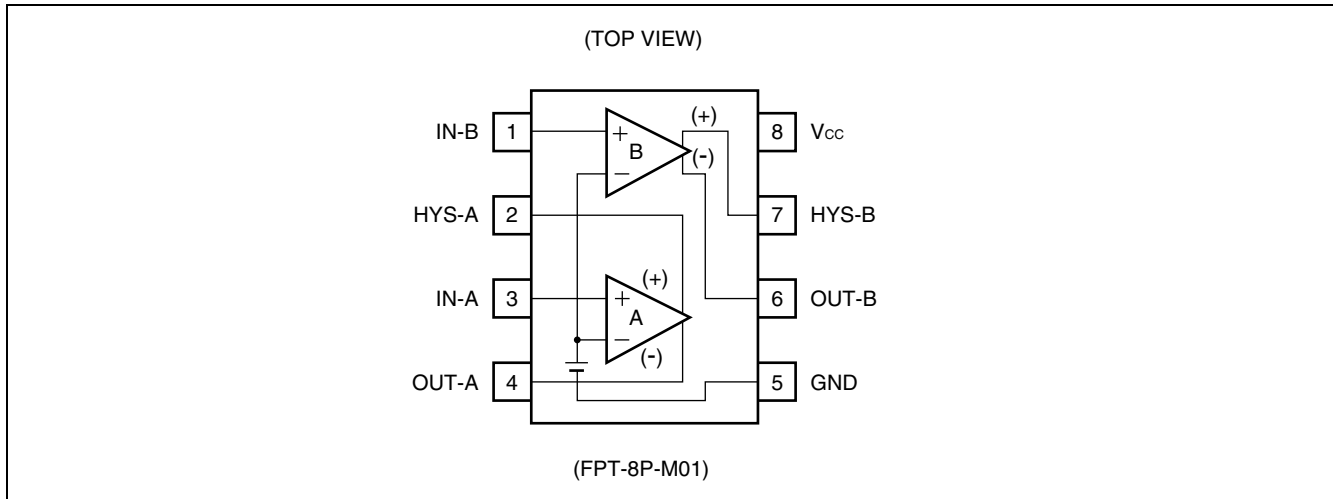 (TOP VIEW)
IN-B 1
HYS-A 2
IN-A 3
OUT-A 4
+
−
B
(+)
(-)
+
−
A
(+)
(-)
8 VCC
7 HYS-B
6 OUT-B
5 GND
(FPT-8P-M01)